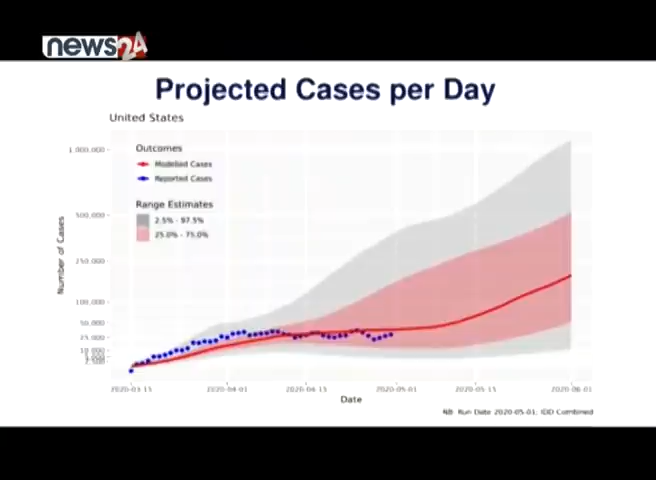 news24
Projected Cases per Day
United States
Outcomes
Modelled Cases
Reported Cases
Range Estimates
2.5% - 97.5%
25.0% - 75.0%
Number of Cases
1,000,000
500,000
250,000
100,000
50,000
25,000
10,000
2020-03-15
2020-04-01
2020-04-15
2020-05-01
2020-05-15
2020-06-01
Date
NB: Run Date 2020-05-01; IDD Combined